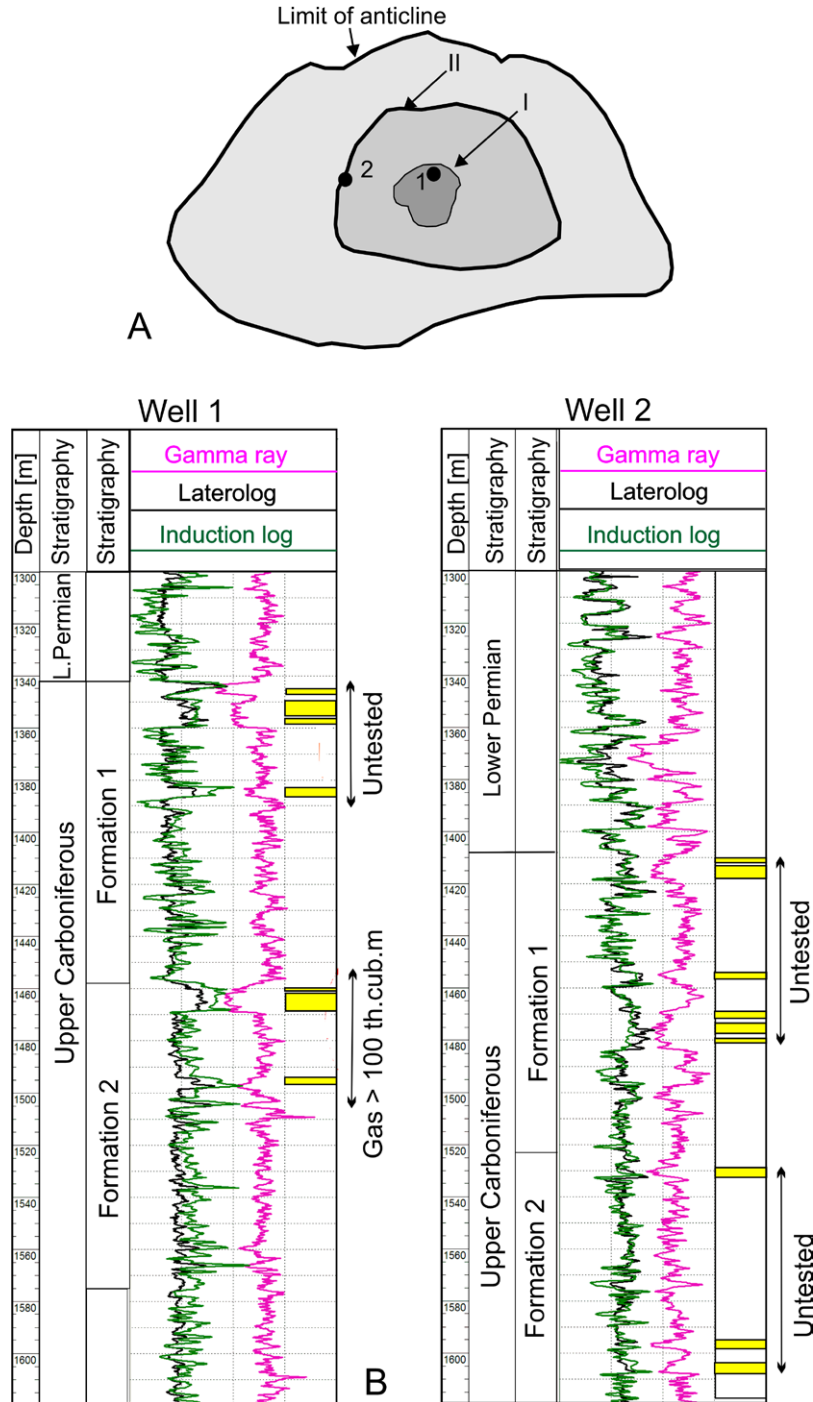 Limit of anticline
II
I
2
1
A
Well 1
Depth [m]
Stratigraphy
Stratigraphy
Gamma ray
Laterolog
Induction log
1300
1320
1340
1360
1380
1400
1420
1440
1460
1480
1500
1520
1540
1560
1580
1600
L.Permian
Upper Carboniferous
Formation 1
Formation 2
Untested
Gas > 100 th.cub.m
B
Well 2
Depth [m]
Stratigraphy
Stratigraphy
Gamma ray
Laterolog
Induction log
1300
1320
1340
1360
1380
1400
1420
1440
1460
1480
1500
1520
1540
1560
1580
1600
Lower Permian
Upper Carboniferous
Formation 1
Formation 2
Untested
Untested